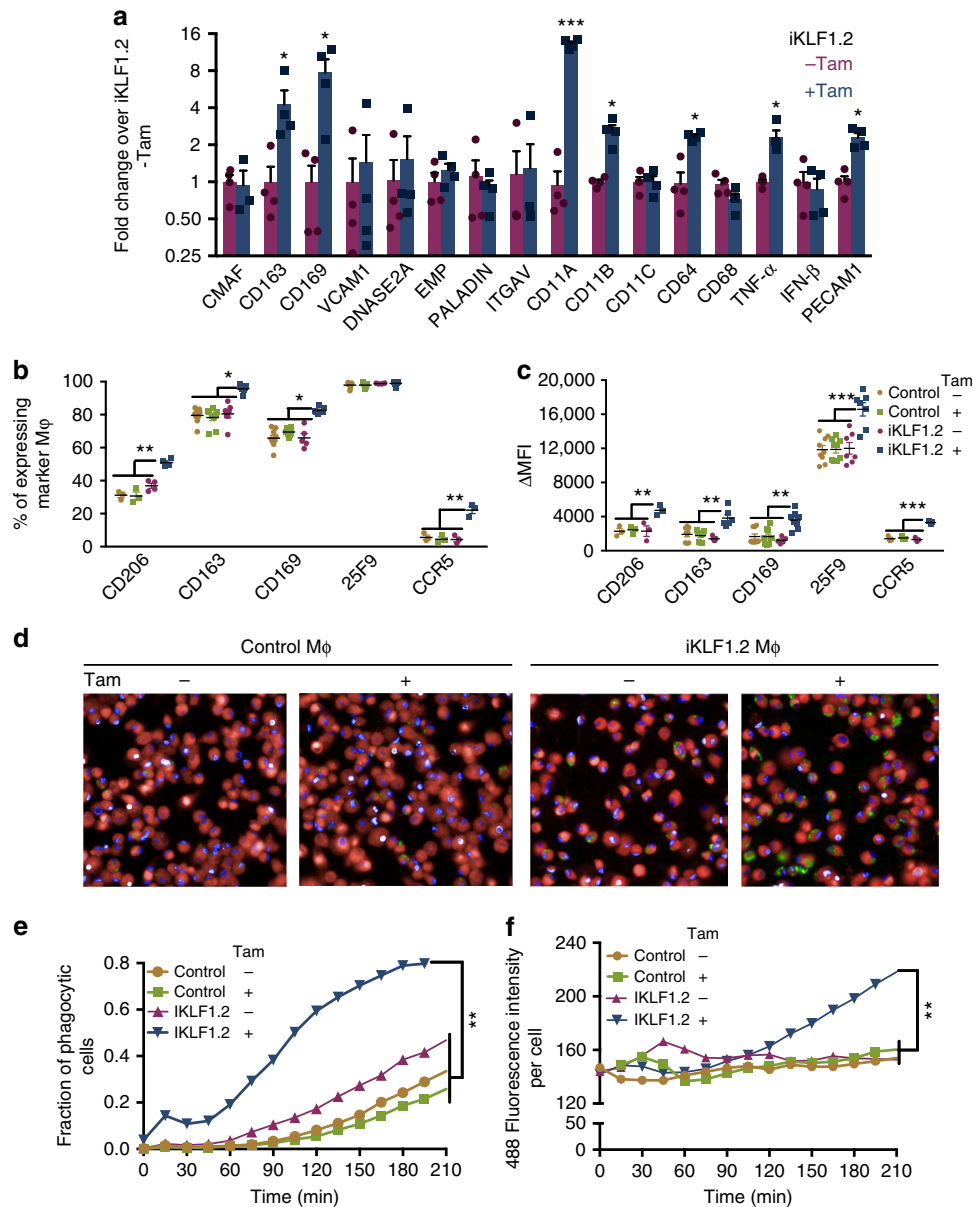 a
Fold change over iKLF1.2
-Tam
16
8
4
2
1
0.50
0.25
* * *** * * * *
iKLF1.2
–Tam
+Tam
CMAF CD163 CD169 VCAM1 DNASE2A EMP PALADIN ITGAV CD11A CD11B CD11C CD64 CD68 TNF-α IFN-β PECAM1
b
% of expressing
marker Mφ
100
80
60
40
20
0
** * * **
CD206 CD163 CD169 25F9 CCR5
c
ΔMFI
20,000
16,000
12,000
8000
4000
0
** ** ** *** ***
Tam
Control –
Control +
iKLF1.2 –
iKLF1.2 +
CD206 CD163 CD169 25F9 CCR5
d
Control Mφ iKLF1.2 Mφ
Tam – + – +
e
Fraction of phagocytic
cells
0.8
0.6
0.4
0.2
0.0
Tam
Control –
Control +
IKLF1.2 –
IKLF1.2 +
**
0 30 60 90 120 150 180 210
Time (min)
f
488 Fluorescence intensity
per cell
240
200
160
120
50
0
Tam
Control –
Control +
IKLF1.2 –
IKLF1.2 +
**
0 30 60 90 120 150 180 210
Time (min)